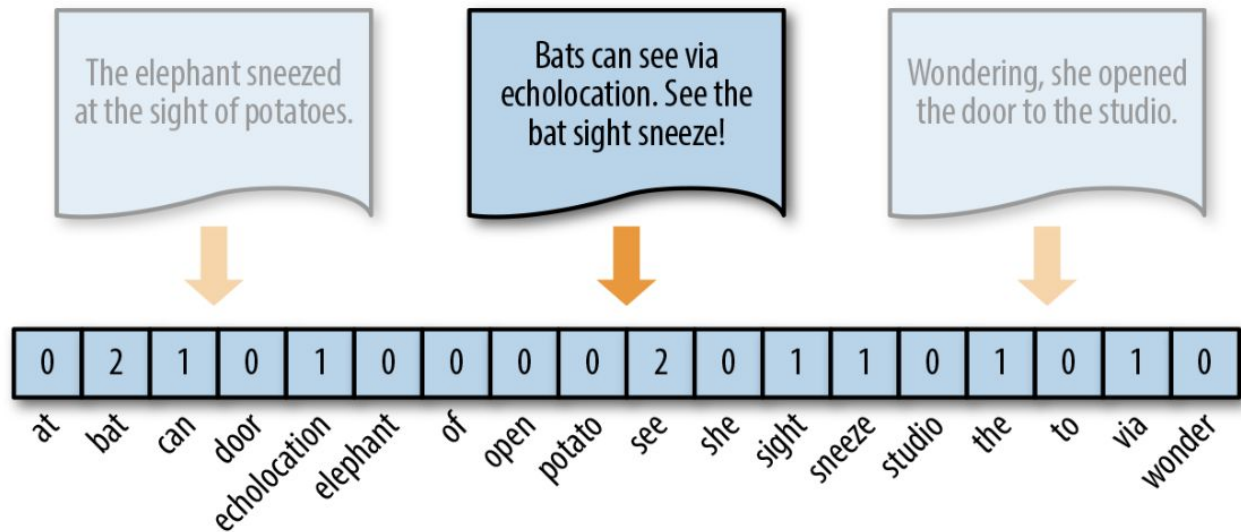 The elephant sneezed
at the sight of potatoes.
Bats can see via
echolocation. See the
bat sight sneeze!
Wondering, she opened
the door to the studio.
0 2 1 0 1 0 0 0 0 2 0 1 1 0 1 0 1 0
at bat can door echolocation elephant of open potato see she sight sneeze studio the to via wonder